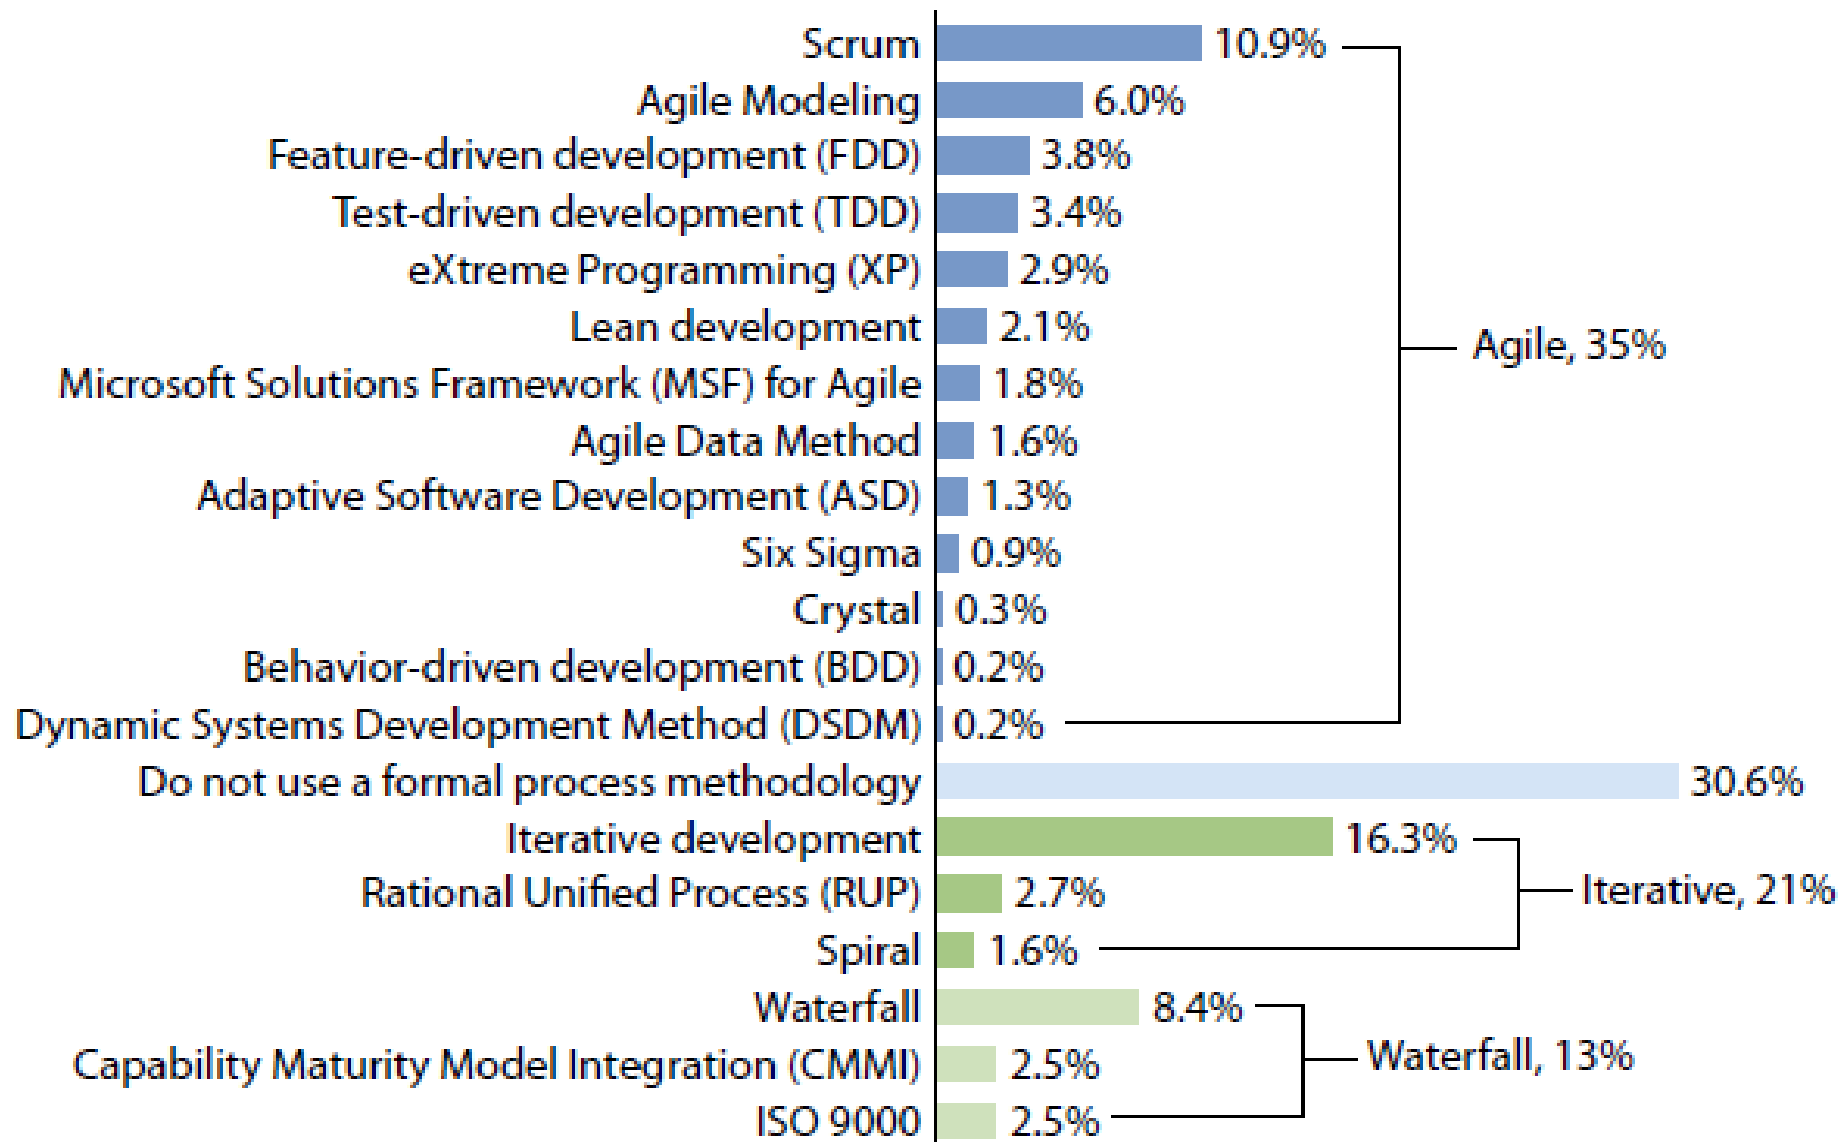 Scrum 10.9%
Agile Modeling 6.0%
Feature-driven development (FDD) 3.8%
Test-driven development (TDD) 3.4%
eXtreme Programming (XP) 2.9%
Lean development 2.1%
Agile, 35%
Microsoft Solutions Framework (MSF) for Agile 1.8%
Agile Data Method 1.6%
Adaptive Software Development (ASD) 1.3%
Six Sigma 0.9%
Crystal 0.3%
Behavior-driven development (BDD) 0.2%
Dynamic Systems Development Method (DSDM) 0.2%
Do not use a formal process methodology 30.6%
Iterative development 16.3%
Rational Unified Process (RUP) 2.7%
Iterative, 21%
Spiral 1.6%
Waterfall 8.4%
Capability Maturity Model Integration (CMMI) 2.5%
Waterfall, 13%
ISO 9000 2.5%